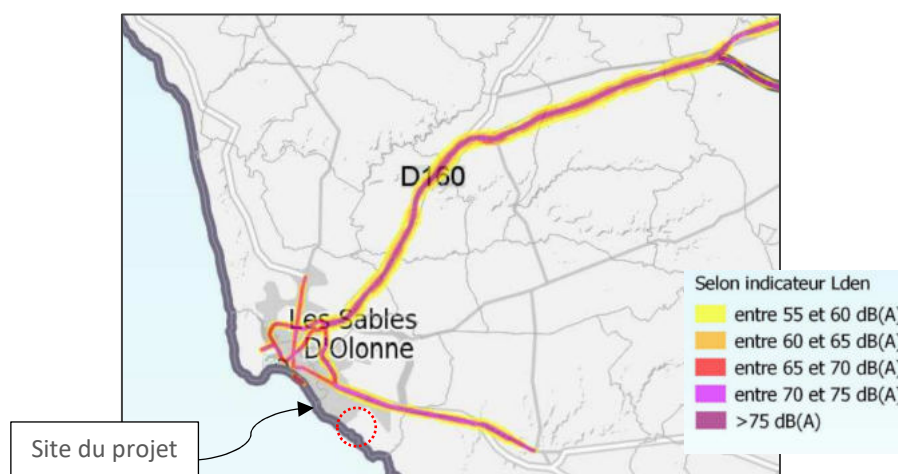 D160
Les Sables
D'Olonne
Selon indicateur Lden
entre 55 et 60 dB(A)
entre 60 et 65 dB(A)
entre 65 et 70 dB(A)
entre 70 et 75 dB(A)
>75 dB(A)
Site du projet